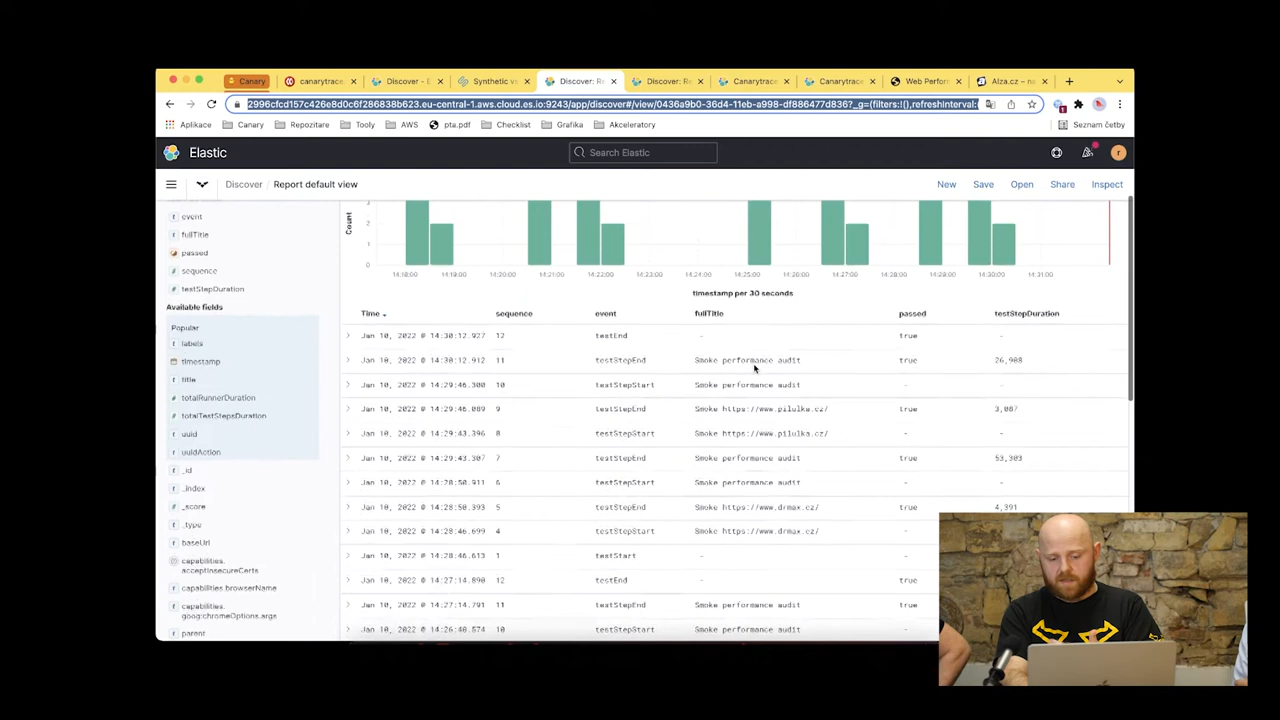 Canary
canarytrace
Discover - E
Synthetic v
Discover: R
Discover: R
Canarytrace
Canarytrace
Web Perform
Alza.cz – na
2996cfcd157c426e8d0c6f286838b623.eu-central-1.aws.cloud.es.io:9243/app/discover#/view/0436a9b0-36d4-11eb-a998-df886477d836?_g=(filters:!(),refreshInterval:(
Aplikace
Canary
Repozitare
Tooly
AWS
pta.pdf
Checklist
Grafika
Akceleratory
Seznam četby
Elastic
Search Elastic
r
Discover / Report default view
New
Save
Open
Share
Inspect
t event
t fullTitle
passed
# sequence
# testStepDuration
Available fields
Popular
t labels
timestamp
t title
# totalRunnerDuration
# totalTestStepsDuration
t uuid
t uuidAction
t _id
t _index
# _score
t _type
t baseUrl
capabilities.
acceptInsecureCerts
t capabilities.browserName
t capabilities.
goog:chromeOptions.args
t parent
Count
3
2
1
0
14:18:00 14:19:00 14:20:00 14:21:00 14:22:00 14:23:00 14:24:00 14:25:00 14:26:00 14:27:00 14:28:00 14:29:00 14:30:00 14:31:00
timestamp per 30 seconds
Time sequence event fullTitle passed testStepDuration
Jan 10, 2022 @ 14:30:12.927 12 testEnd - true -
Jan 10, 2022 @ 14:30:12.912 11 testStepEnd Smoke performance audit true 26,908
Jan 10, 2022 @ 14:29:46.300 10 testStepStart Smoke performance audit - -
Jan 10, 2022 @ 14:29:46.089 9 testStepEnd Smoke https://www.pilulka.cz/ true 3,087
Jan 10, 2022 @ 14:29:43.396 8 testStepStart Smoke https://www.pilulka.cz/ - -
Jan 10, 2022 @ 14:29:43.307 7 testStepEnd Smoke performance audit true 53,303
Jan 10, 2022 @ 14:28:50.911 6 testStepStart Smoke performance audit - -
Jan 10, 2022 @ 14:28:50.393 5 testStepEnd Smoke https://www.drmax.cz/ true 4,391
Jan 10, 2022 @ 14:28:46.699 4 testStepStart Smoke https://www.drmax.cz/ -
Jan 10, 2022 @ 14:28:46.613 1 testStart - -
Jan 10, 2022 @ 14:27:14.890 12 testEnd - true
Jan 10, 2022 @ 14:27:14.791 11 testStepEnd Smoke performance audit true
Jan 10, 2022 @ 14:26:48.574 10 testStepStart Smoke performance audit -